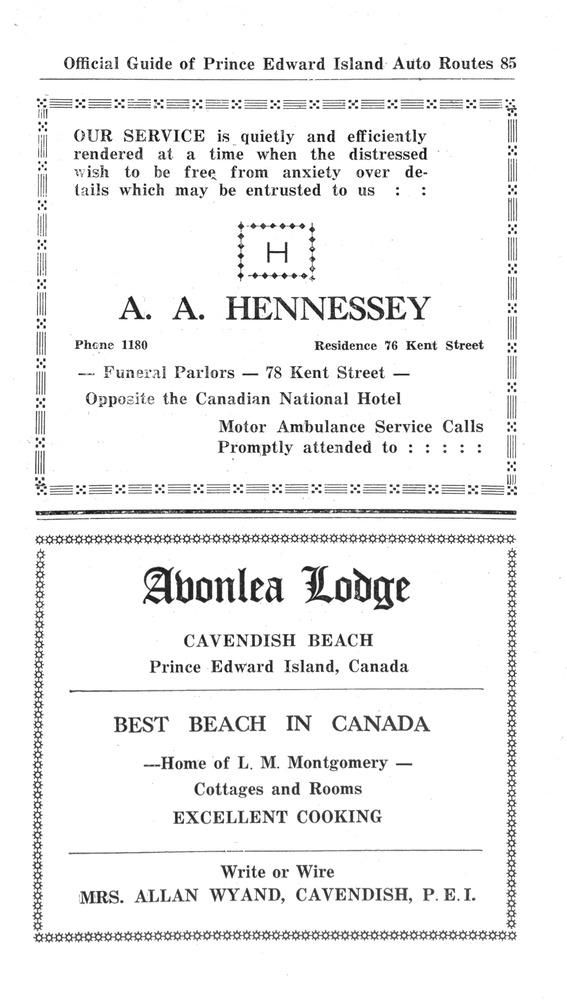 Official Guide of Prince Edward Island Auto Routes 85
OUR SERVICE is quietly and efficiently
rendered at a time when the distressed
wish to be free from anxiety over de-
tails which may be entrusted to us : :
H
A. A. HENNESSEY
Phone 1180 Residence 76 Kent Street
— Funeral Parlors — 78 Kent Street —
Opposite the Canadian National Hotel
Motor Ambulance Service Calls
Promptly attended to : : : : :
Avonlea Lodge
CAVENDISH BEACH
Prince Edward Island, Canada
BEST BEACH IN CANADA
—Home of L. M. Montgomery —
Cottages and Rooms
EXCELLENT COOKING
Write or Wire
MRS. ALLAN WYAND, CAVENDISH, P. E. I.